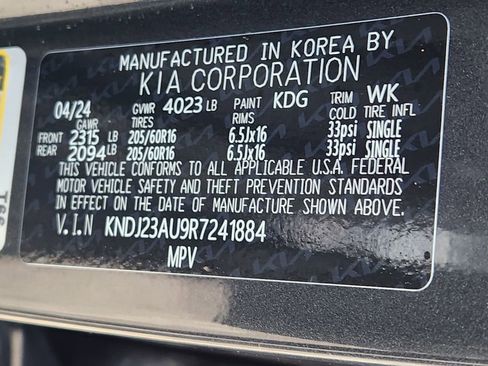 MANUFACTURED IN KOREA BY
KIA CORPORATION
04/24 GVWR 4023 LB PAINT KDG TRIM WK
GAWR TIRES RIMS COLD TIRE INFL
FRONT 2315 LB 205/60R16 6.5Jx16 33psi SINGLE
REAR 2094 LB 205/60R16 6.5Jx16 33psi SINGLE
THIS VEHICLE CONFORMS TO ALL APPLICABLE U.S.A. FEDERAL
MOTOR VEHICLE SAFETY AND THEFT PREVENTION STANDARDS
IN EFFECT ON THE DATE OF MANUFACTURE SHOWN ABOVE.
V.I.N KNDJ23AU9R7241884
MPV